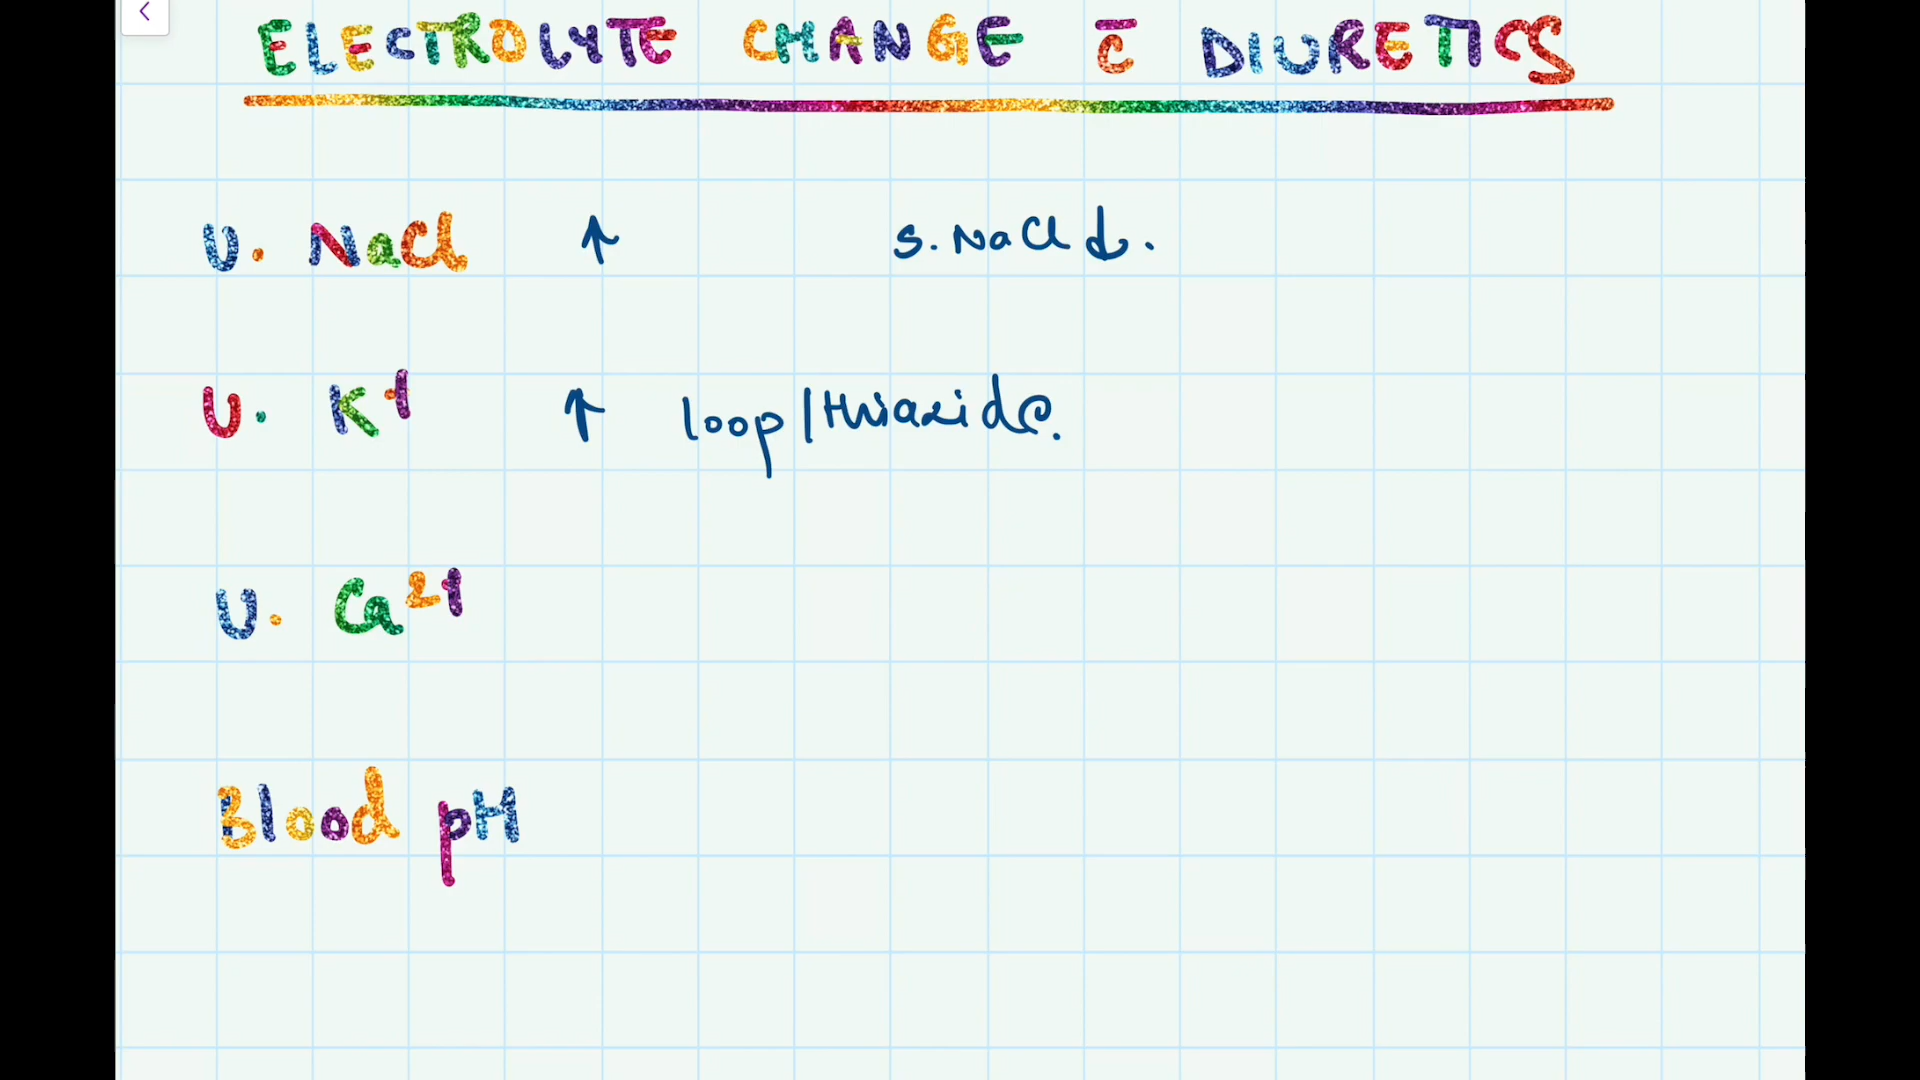 ELECTROLYTE CHANGE c̄ DIURETICS
U. NaCl ↑ S. NaCl ↓.
U. K+ ↑ loop/thiazide.
U. Ca2+
Blood pH